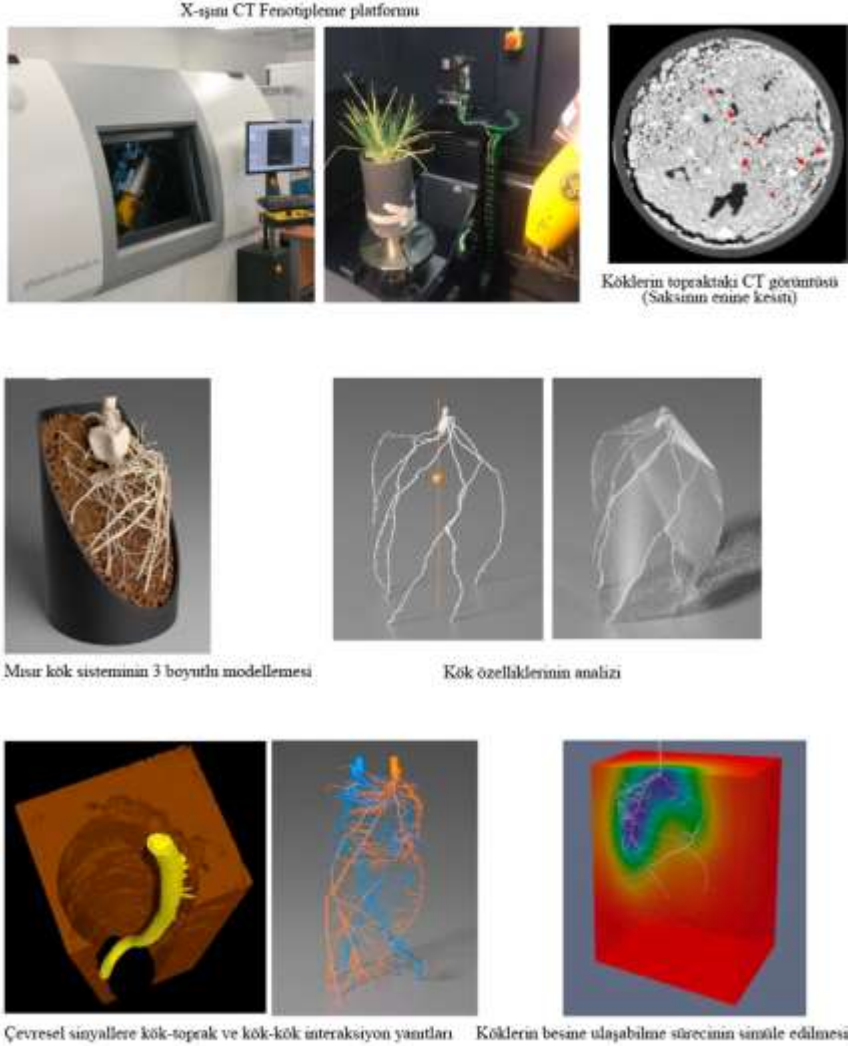 X-ışını CT Fenotipleme platformu
Köklerin topraktaki CT görüntüsü
(Saksının enine kesiti)
Mısır kök sisteminin 3 boyutlu modellemesi
Kök özelliklerinin analizi
Çevresel sinyallere kök-toprak ve kök-kök interaksiyon yanıtları
Köklerin besine ulaşabilme sürecinin simüle edilmesi